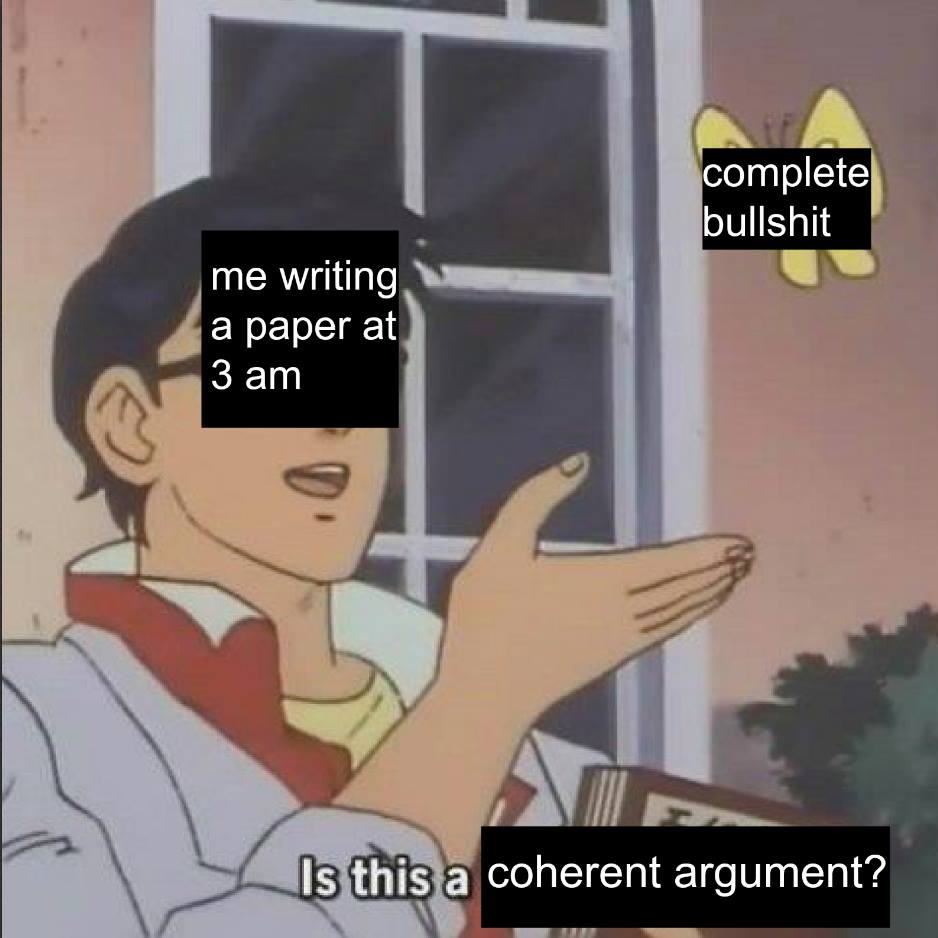 complete
bullshit
me writing
a paper at
3 am
Is this a coherent argument?